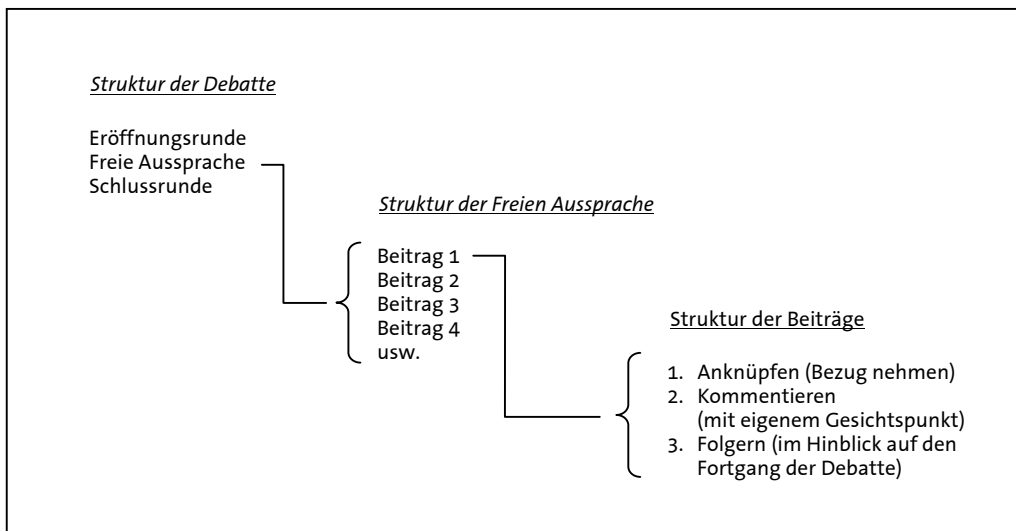 Struktur der Debatte
Eröffnungsrunde
Freie Aussprache
Schlussrunde
Struktur der Freien Aussprache
Beitrag 1
Beitrag 2
Beitrag 3
Beitrag 4
usw.
Struktur der Beiträge
1. Anknüpfen (Bezug nehmen)
2. Kommentieren
(mit eigenem Gesichtspunkt)
3. Folgern (im Hinblick auf den
Fortgang der Debatte)